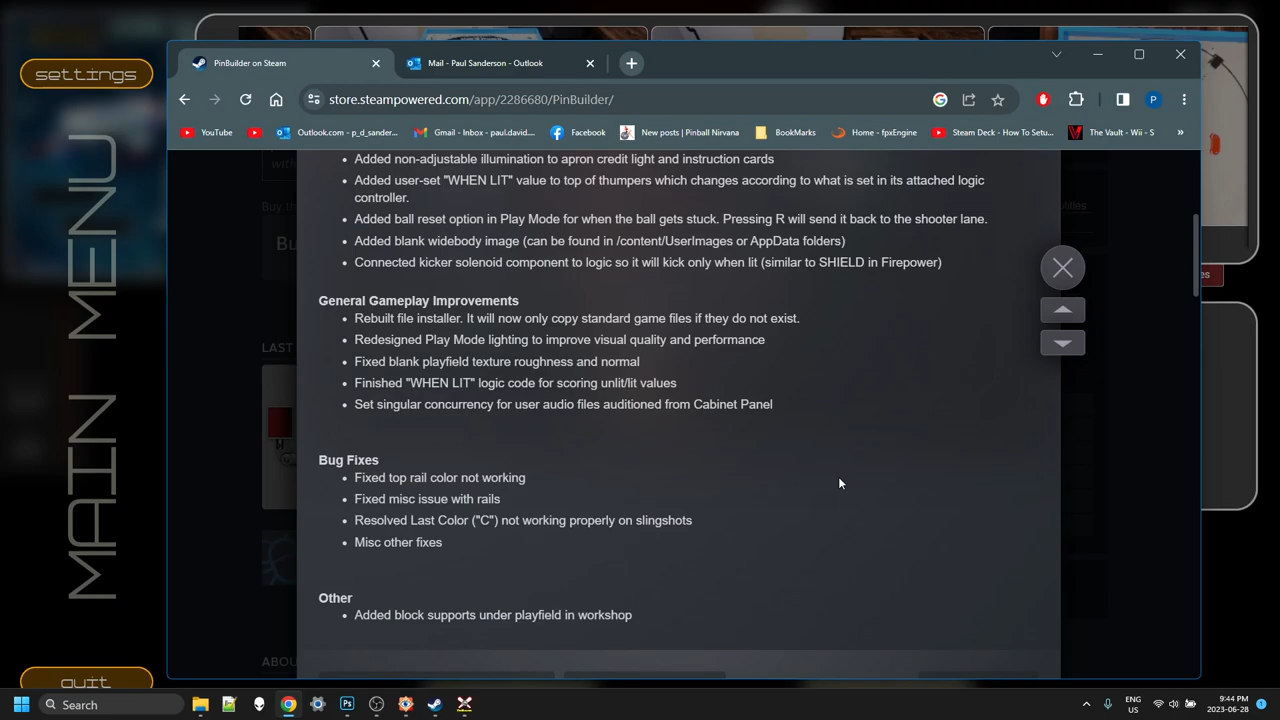 settings
MAIN MENU
quit
PinBuilder on Steam
Mail - Paul Sanderson - Outlook
store.steampowered.com/app/2286680/PinBuilder/
YouTube
Outlook.com - p_d_sander...
Gmail - Inbox - paul.david....
Facebook
New posts | Pinball Nirvana
BookMarks
Home - fpxEngine
Steam Deck - How To Setu...
The Vault - Wii - S
»
• Added non-adjustable illumination to apron credit light and instruction cards
• Added user-set "WHEN LIT" value to top of thumpers which changes according to what is set in its attached logic
controller.
• Added ball reset option in Play Mode for when the ball gets stuck. Pressing R will send it back to the shooter lane.
• Added blank widebody image (can be found in /content/UserImages or AppData folders)
• Connected kicker solenoid component to logic so it will kick only when lit (similar to SHIELD in Firepower)
General Gameplay Improvements
• Rebuilt file installer. It will now only copy standard game files if they do not exist.
• Redesigned Play Mode lighting to improve visual quality and performance
• Fixed blank playfield texture roughness and normal
• Finished "WHEN LIT" logic code for scoring unlit/lit values
• Set singular concurrency for user audio files auditioned from Cabinet Panel
Bug Fixes
• Fixed top rail color not working
• Fixed misc issue with rails
• Resolved Last Color ("C") not working properly on slingshots
• Misc other fixes
Other
• Added block supports under playfield in workshop
with
Buy th
Bu
LAST
ABOU
Search
ENG
US
9:44 PM
2023-06-28